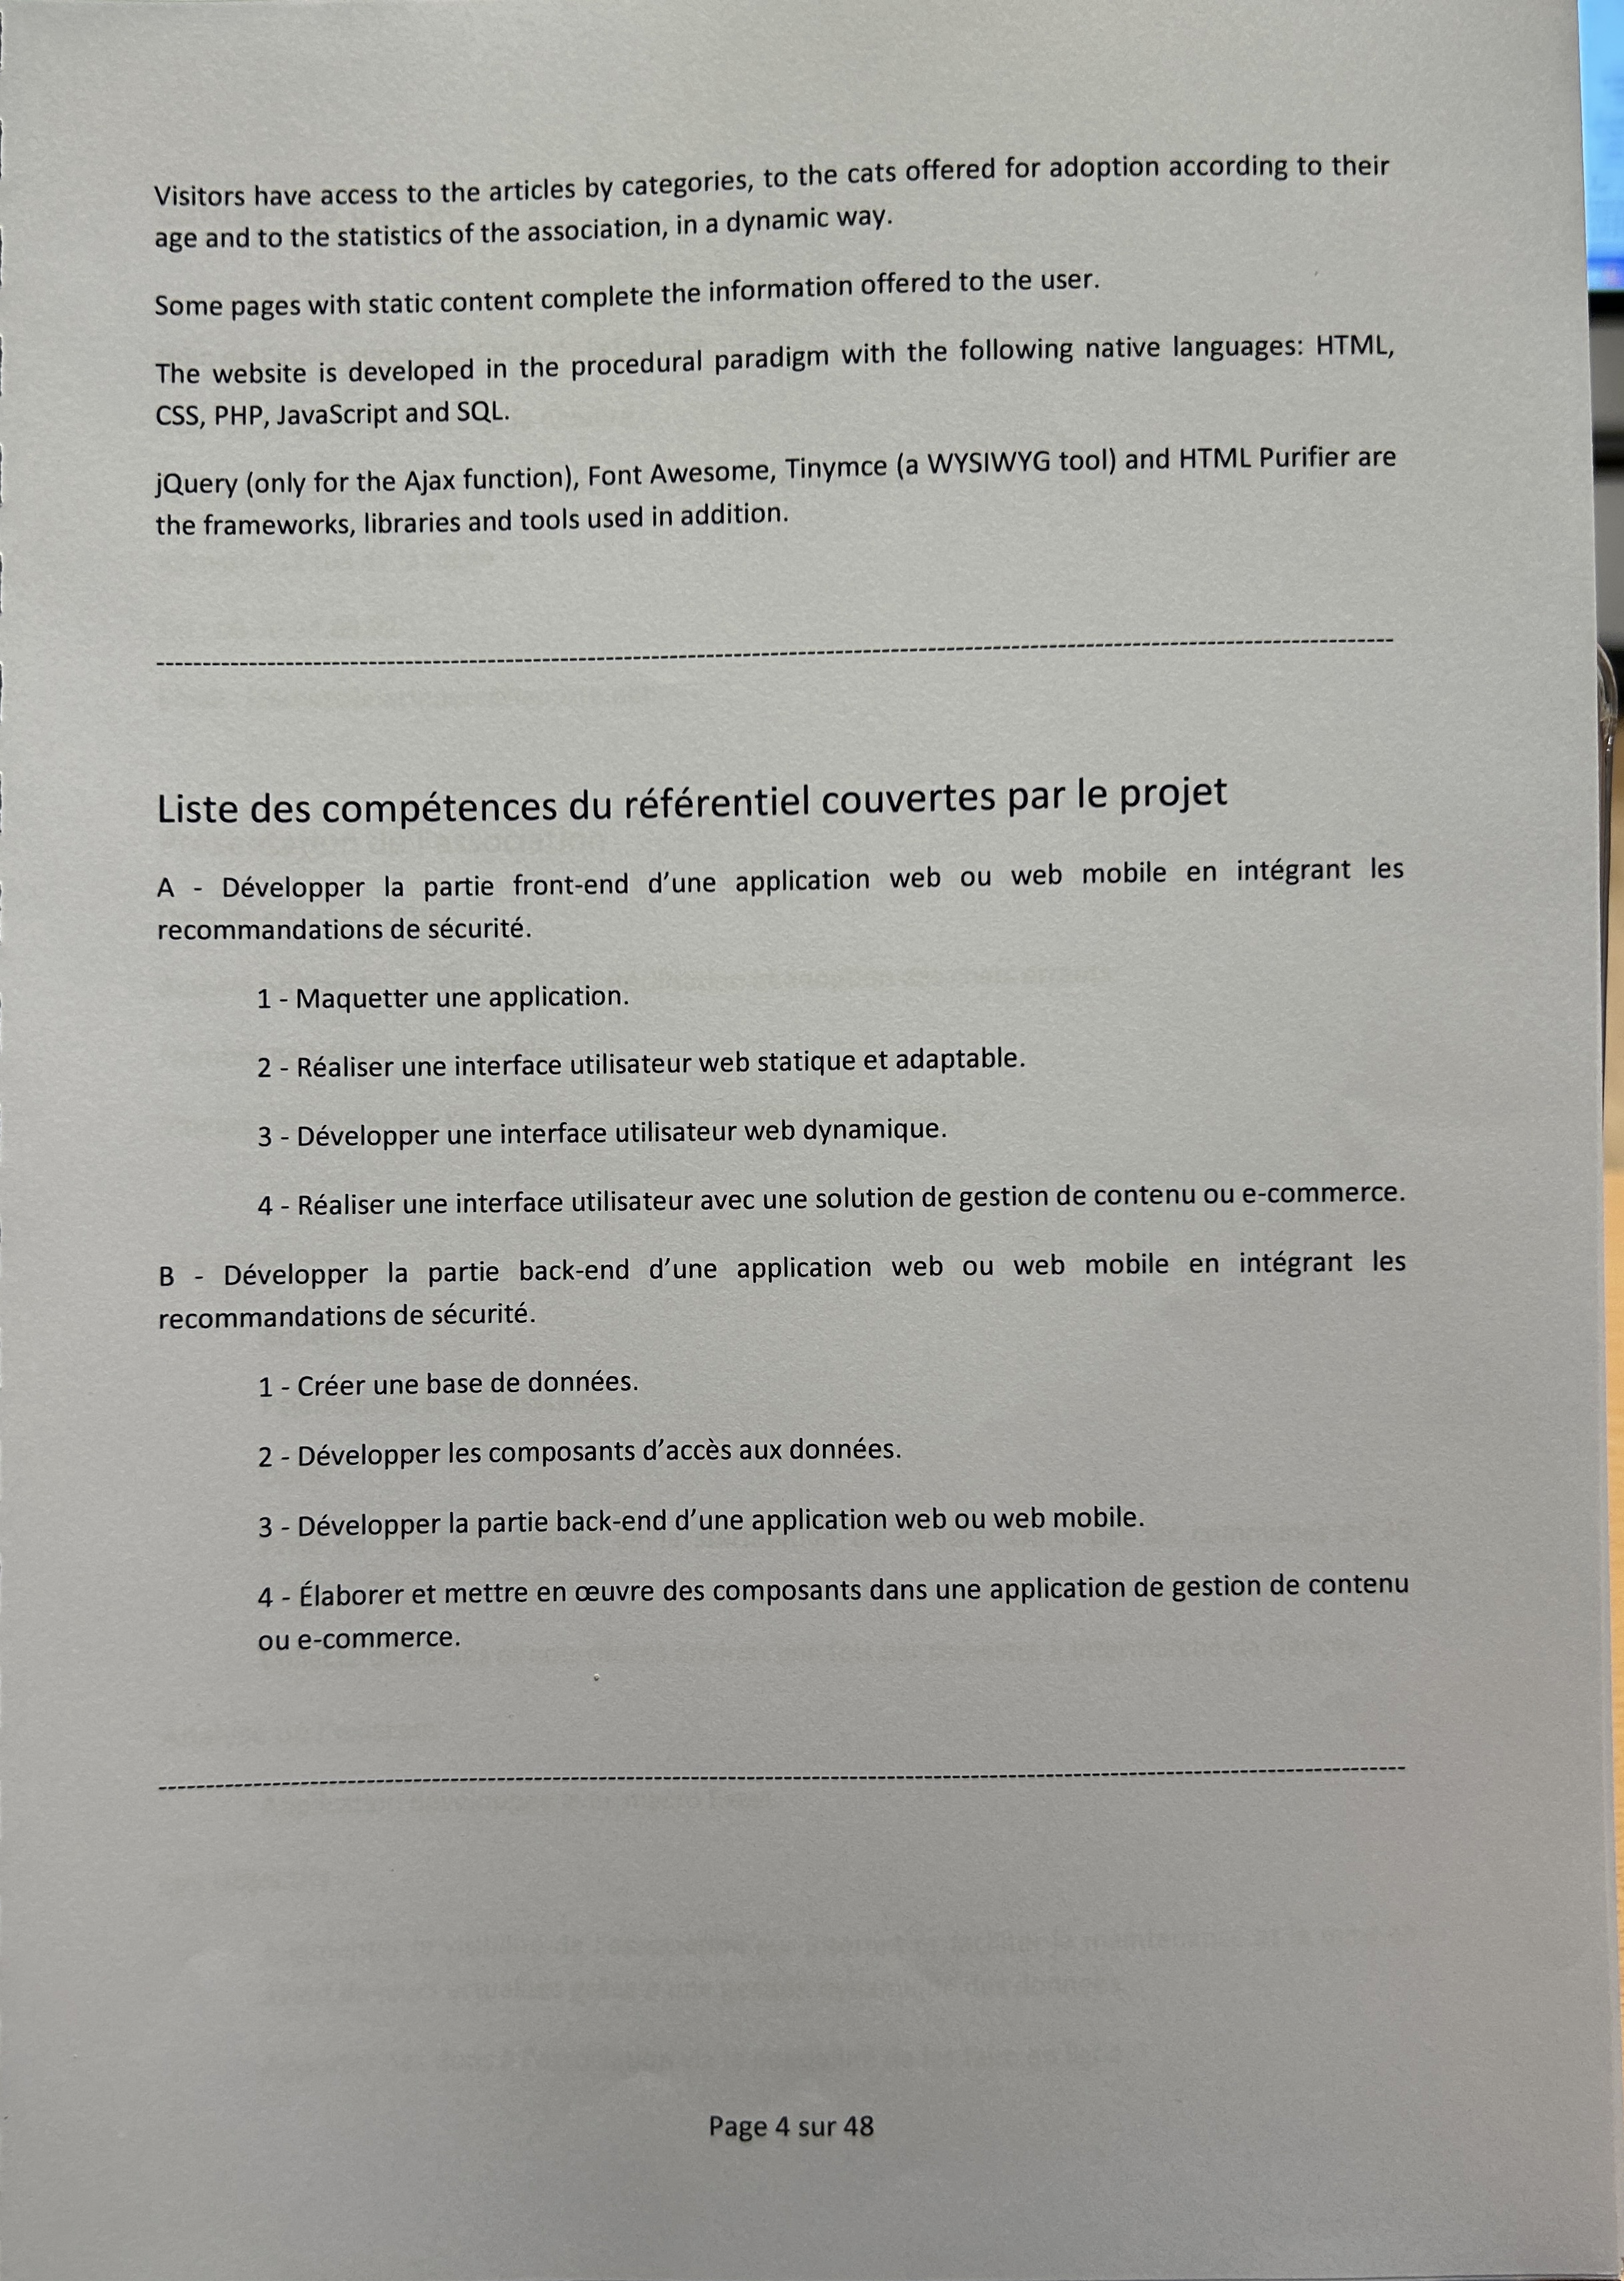 Visitors have access to the articles by categories, to the cats offered for adoption according to their
age and to the statistics of the association, in a dynamic way.
Some pages with static content complete the information offered to the user.
The website is developed in the procedural paradigm with the following native languages: HTML,
CSS, PHP, JavaScript and SQL.
jQuery (only for the Ajax function), Font Awesome, Tinymce (a WYSIWYG tool) and HTML Purifier are
the frameworks, libraries and tools used in addition.
Liste des compétences du référentiel couvertes par le projet
A - Développer la partie front-end d’une application web ou web mobile en intégrant les
recommandations de sécurité.
1 - Maquetter une application.
2 - Réaliser une interface utilisateur web statique et adaptable.
3 - Développer une interface utilisateur web dynamique.
4 - Réaliser une interface utilisateur avec une solution de gestion de contenu ou e-commerce.
B - Développer la partie back-end d’une application web ou web mobile en intégrant les
recommandations de sécurité.
1 - Créer une base de données.
2 - Développer les composants d’accès aux données.
3 - Développer la partie back-end d’une application web ou web mobile.
4 - Élaborer et mettre en œuvre des composants dans une application de gestion de contenu
ou e-commerce.
Page 4 sur 48